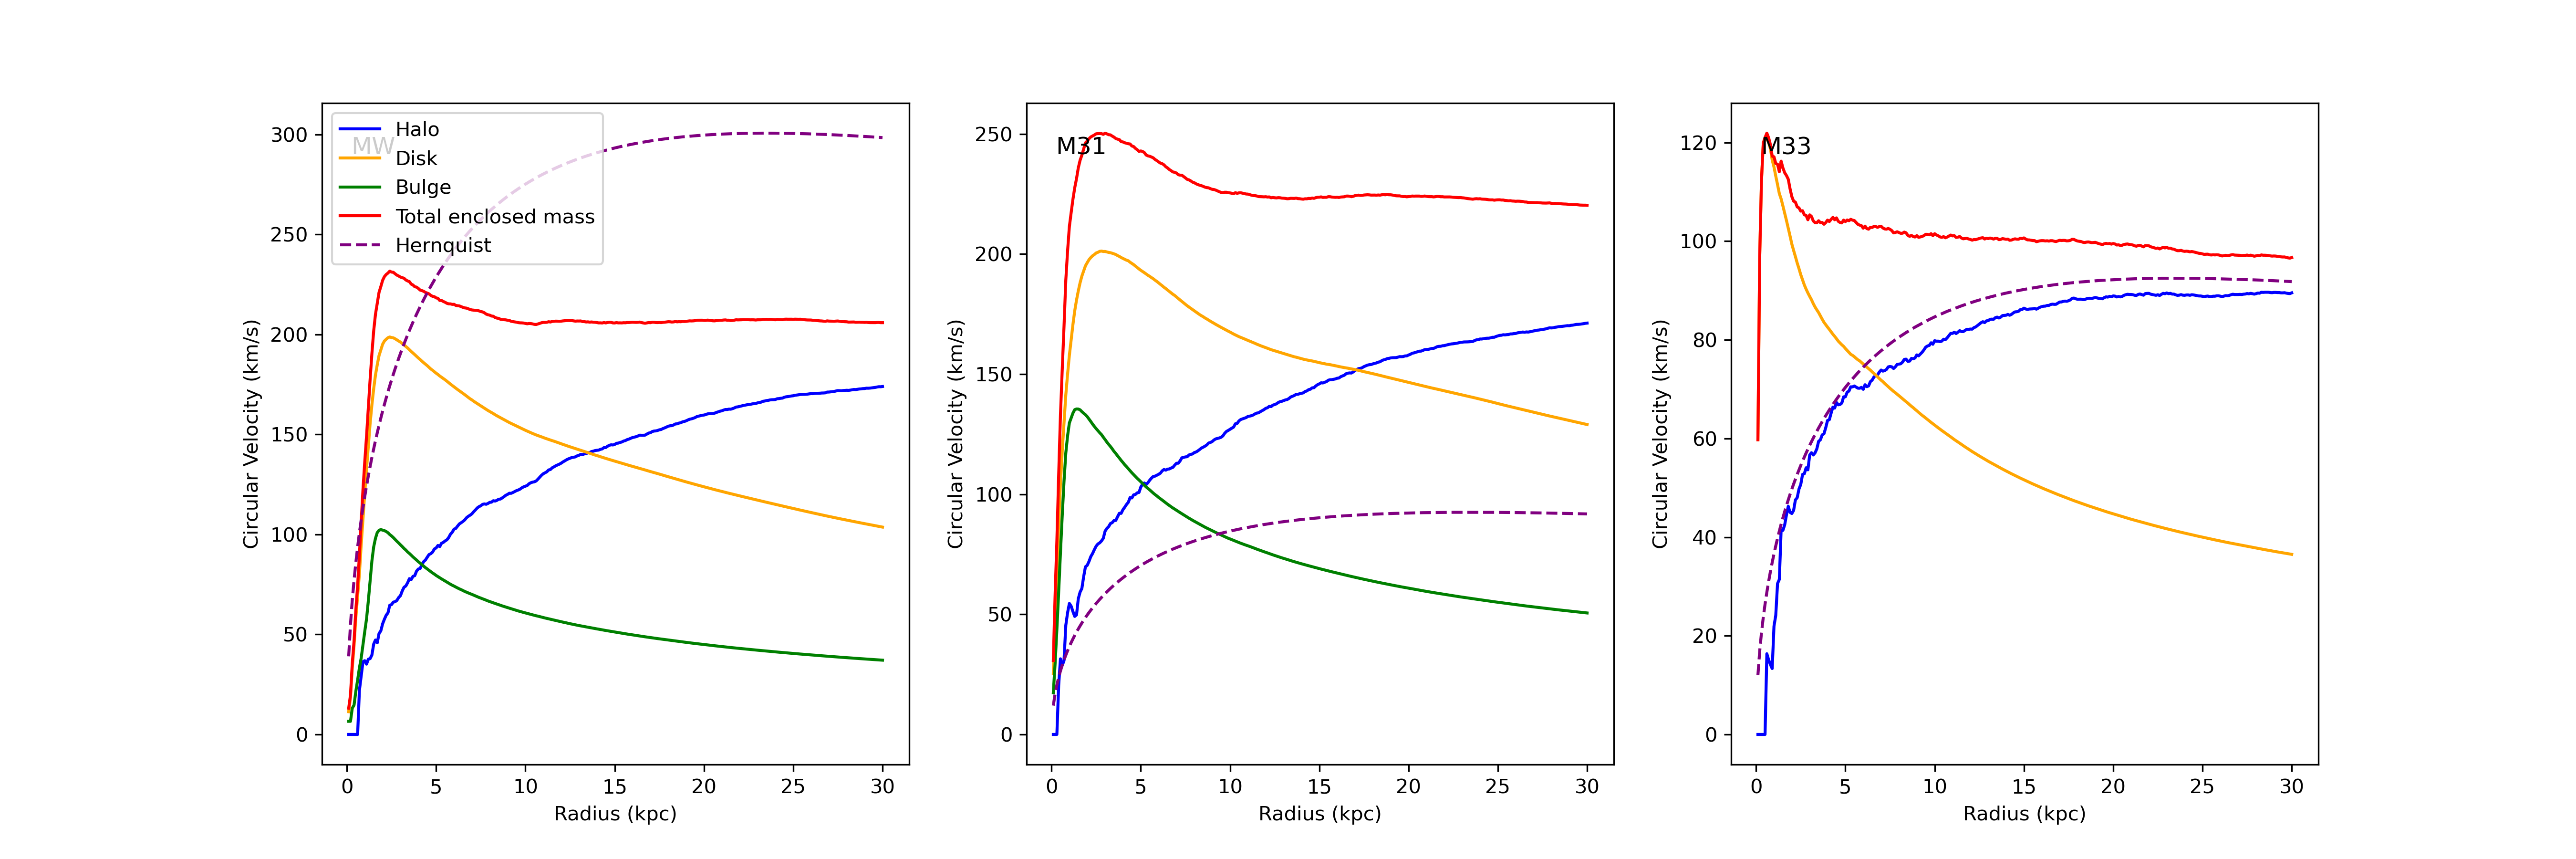 MW
Halo
Disk
Bulge
Total enclosed mass
Hernquist
300
250
200
150
100
50
0
Circular Velocity (km/s)
0 5 10 15 20 25 30
Radius (kpc)
M31
250
200
150
100
50
0
Circular Velocity (km/s)
0 5 10 15 20 25 30
Radius (kpc)
M33
120
100
80
60
40
20
0
Circular Velocity (km/s)
0 5 10 15 20 25 30
Radius (kpc)